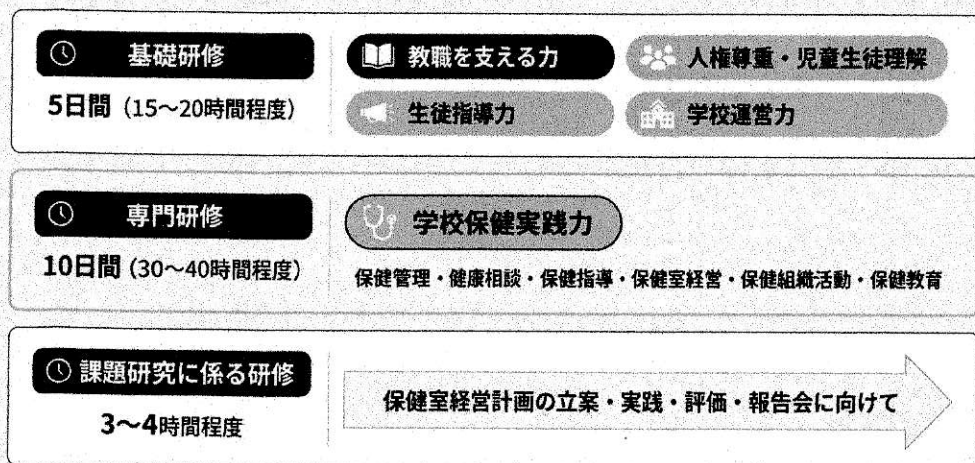 基礎研修
5日間（15～20時間程度）
教職を支える力
人権尊重・児童生徒理解
生徒指導力
学校運営力
専門研修
10日間（30～40時間程度）
学校保健実践力
保健管理・健康相談・保健指導・保健室経営・保健組織活動・保健教育
課題研究に係る研修
3～4時間程度
保健室経営計画の立案・実践・評価・報告会に向けて